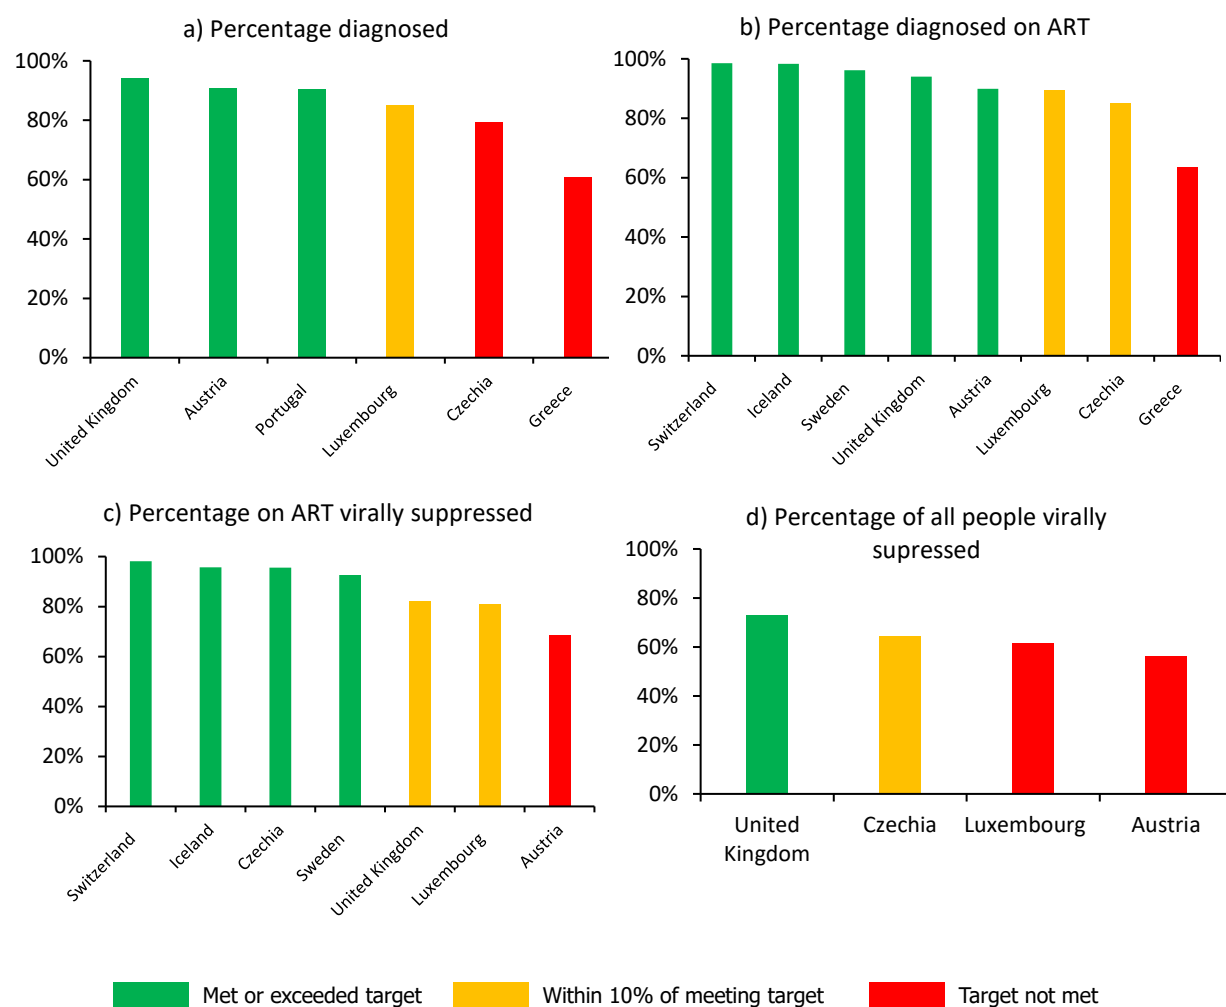 a) Percentage diagnosed
100%
80%
60%
40%
20%
0%
United Kingdom
Austria
Portugal
Luxembourg
Czechia
Greece
b) Percentage diagnosed on ART
100%
80%
60%
40%
20%
0%
Switzerland
Iceland
Sweden
United Kingdom
Austria
Luxembourg
Czechia
Greece
c) Percentage on ART virally suppressed
100%
80%
60%
40%
20%
0%
Switzerland
Iceland
Czechia
Sweden
United Kingdom
Luxembourg
Austria
d) Percentage of all people virally
supressed
100%
80%
60%
40%
20%
0%
United
Kingdom
Czechia
Luxembourg
Austria
Met or exceeded target
Within 10% of meeting target
Target not met